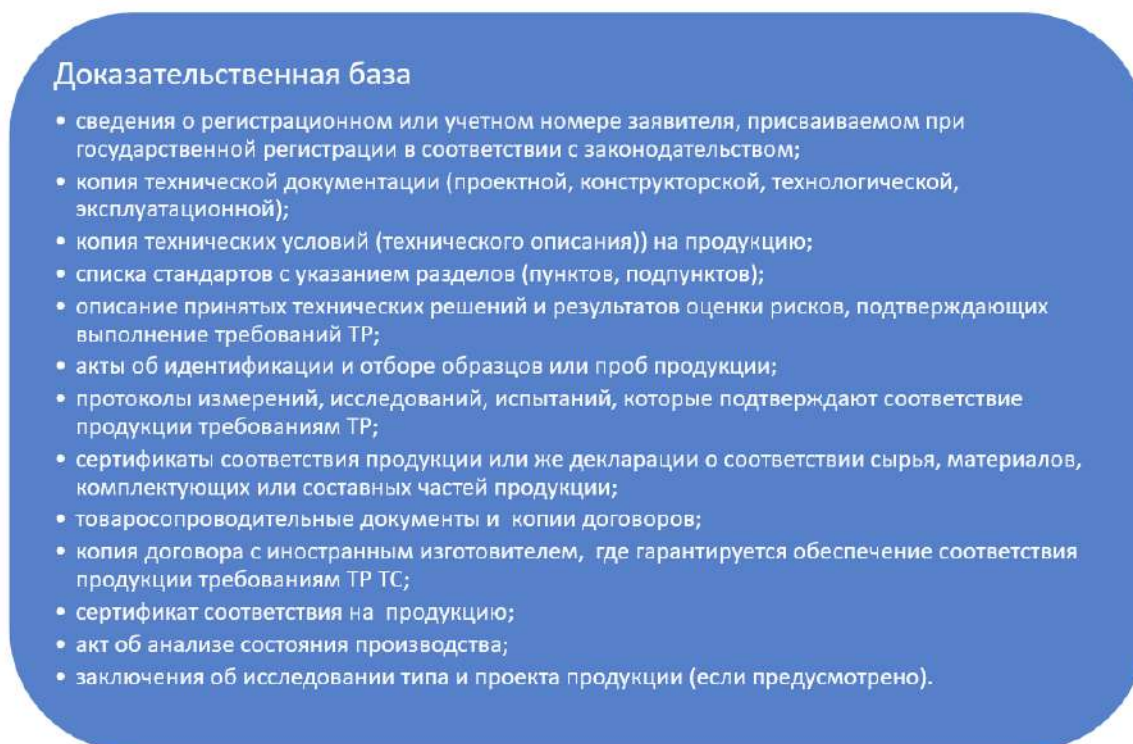 Доказательственная база
• сведения о регистрационном или учетном номере заявителя, присваиваемом при
государственной регистрации в соответствии с законодательством;
• копия технической документации (проектной, конструкторской, технологической,
эксплуатационной);
• копия технических условий (технического описания)) на продукцию;
• списка стандартов с указанием разделов (пунктов, подпунктов);
• описание принятых технических решений и результатов оценки рисков, подтверждающих
выполнение требований ТР;
• акты об идентификации и отборе образцов или проб продукции;
• протоколы измерений, исследований, испытаний, которые подтверждают соответствие
продукции требованиям ТР;
• сертификаты соответствия продукции или же декларации о соответствии сырья, материалов,
комплектующих или составных частей продукции;
• товаросопроводительные документы и копии договоров;
• копия договора с иностранным изготовителем, где гарантируется обеспечение соответствия
продукции требованиям ТР ТС;
• сертификат соответствия на продукцию;
• акт об анализе состояния производства;
• заключения об исследовании типа и проекта продукции (если предусмотрено).